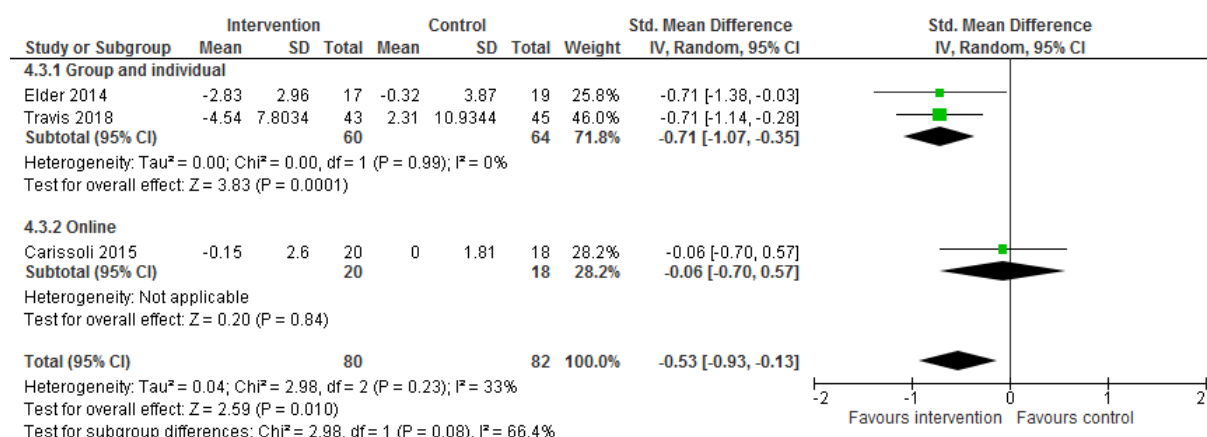 Intervention Control Std. Mean Difference Std. Mean Difference
Study or Subgroup Mean SD Total Mean SD Total Weight IV, Random, 95% CI IV, Random, 95% CI
4.3.1 Group and individual
Elder 2014 -2.83 2.96 17 -0.32 3.87 19 25.8% -0.71 [-1.38, -0.03]
Travis 2018 -4.54 7.8034 43 2.31 10.9344 45 46.0% -0.71 [-1.14, -0.28]
Subtotal (95% CI) 60 64 71.8% -0.71 [-1.07, -0.35]
Heterogeneity: Tau² = 0.00; Chi² = 0.00, df = 1 (P = 0.99); I² = 0%
Test for overall effect: Z = 3.83 (P = 0.0001)
4.3.2 Online
Carissoli 2015 -0.15 2.6 20 0 1.81 18 28.2% -0.06 [-0.70, 0.57]
Subtotal (95% CI) 20 18 28.2% -0.06 [-0.70, 0.57]
Heterogeneity: Not applicable
Test for overall effect: Z = 0.20 (P = 0.84)
Total (95% CI) 80 82 100.0% -0.53 [-0.93, -0.13]
Heterogeneity: Tau² = 0.04; Chi² = 2.98, df = 2 (P = 0.23); I² = 33%
Test for overall effect: Z = 2.59 (P = 0.010)
Test for subgroup differences: Chi² = 2.98, df = 1 (P = 0.08), I² = 66.4%
-2 -1 0 1 2
Favours intervention Favours control